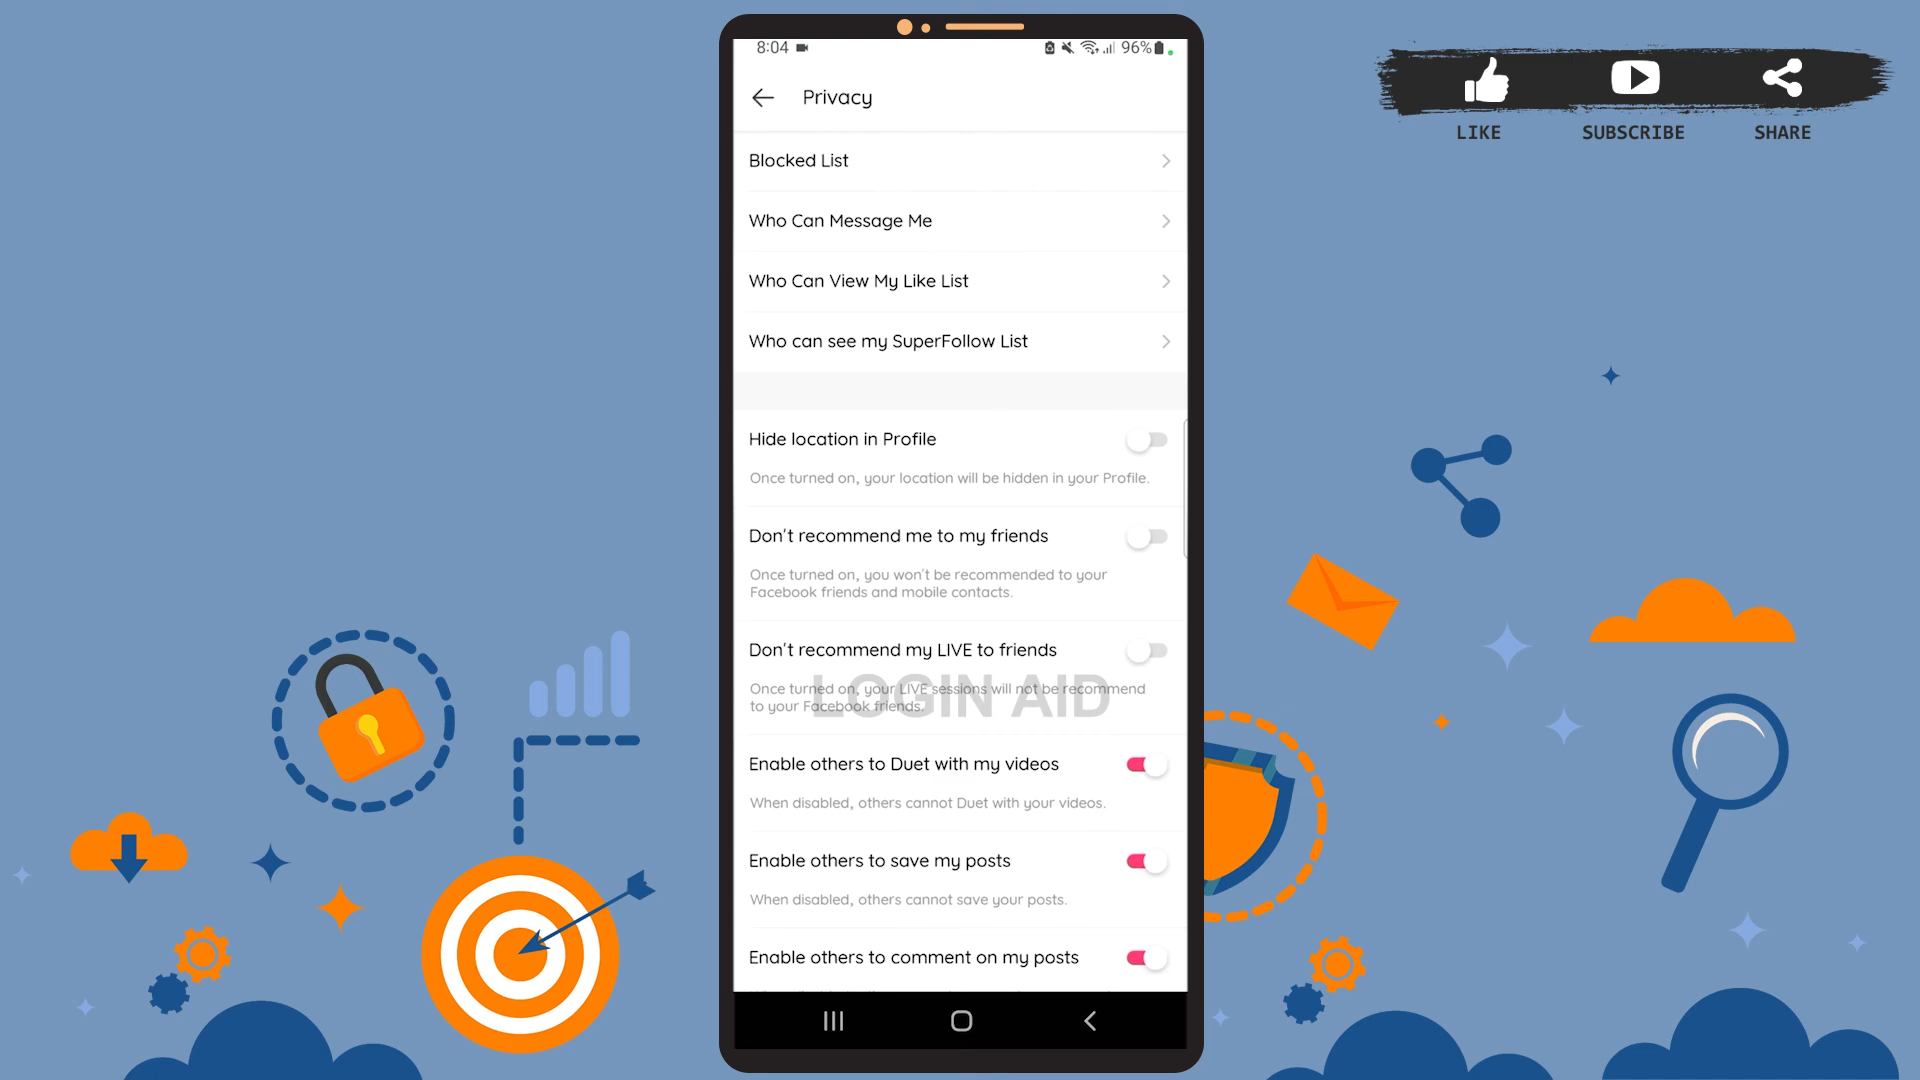 8:04
96%
Privacy
LIKE
SUBSCRIBE
SHARE
Blocked List
Who Can Message Me
Who Can View My Like List
Who can see my SuperFollow List
Hide location in Profile
Once turned on, your location will be hidden in your Profile.
Don't recommend me to my friends
Once turned on, you won't be recommended to your
Facebook friends and mobile contacts.
Don't recommend my LIVE to friends
Once turned on, your LIVE sessions will not be recommend
to your Facebook friends.
LOGIN AID
Enable others to Duet with my videos
When disabled, others cannot Duet with your videos.
Enable others to save my posts
When disabled, others cannot save your posts.
Enable others to comment on my posts